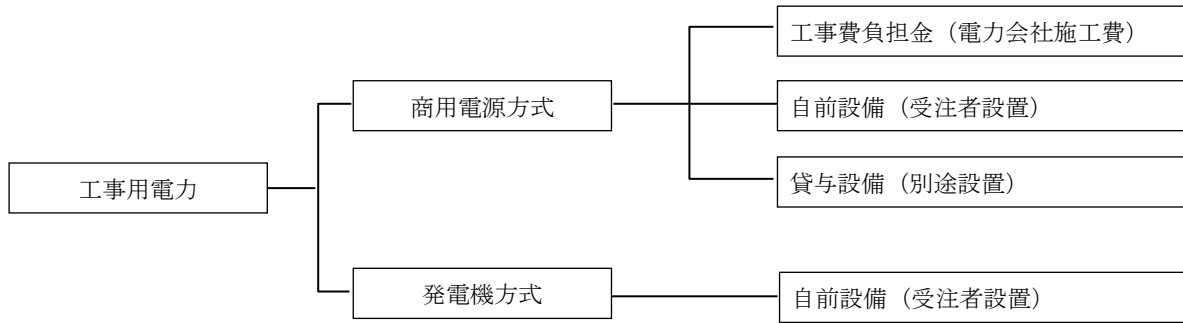 工事用電力
商用電源方式
工事費負担金（電力会社施工費）
自前設備（受注者設置）
貸与設備（別途設置）
発電機方式
自前設備（受注者設置）